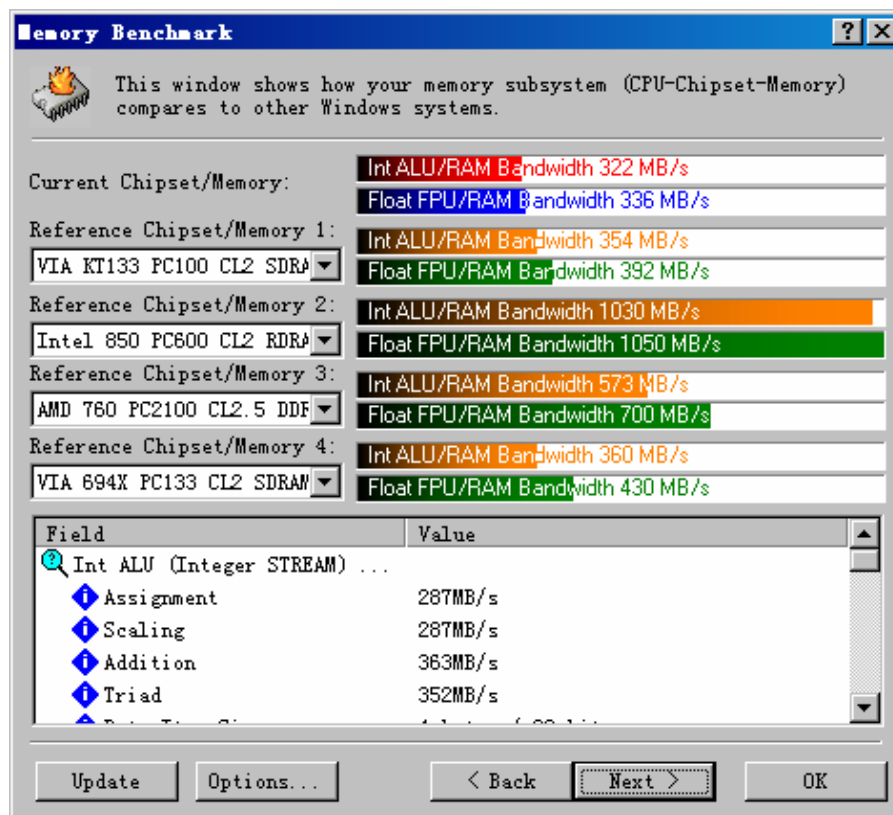 Memory Benchmark
This window shows how your memory subsystem (CPU-Chipset-Memory)
compares to other Windows systems.
Current Chipset/Memory:
Int ALU/RAM Bandwidth 322 MB/s
Float FPU/RAM Bandwidth 336 MB/s
Reference Chipset/Memory 1:
VIA KT133 PC100 CL2 SDRA
Int ALU/RAM Bandwidth 354 MB/s
Float FPU/RAM Bandwidth 392 MB/s
Reference Chipset/Memory 2:
Intel 850 PC600 CL2 RDRA
Int ALU/RAM Bandwidth 1030 MB/s
Float FPU/RAM Bandwidth 1050 MB/s
Reference Chipset/Memory 3:
AMD 760 PC2100 CL2.5 DDR
Int ALU/RAM Bandwidth 573 MB/s
Float FPU/RAM Bandwidth 700 MB/s
Reference Chipset/Memory 4:
VIA 694X PC133 CL2 SDRAM
Int ALU/RAM Bandwidth 360 MB/s
Float FPU/RAM Bandwidth 430 MB/s
Field Value
Int ALU (Integer STREAM) ...
Assignment 287MB/s
Scaling 287MB/s
Addition 363MB/s
Triad 352MB/s
Update Options... < Back Next > OK